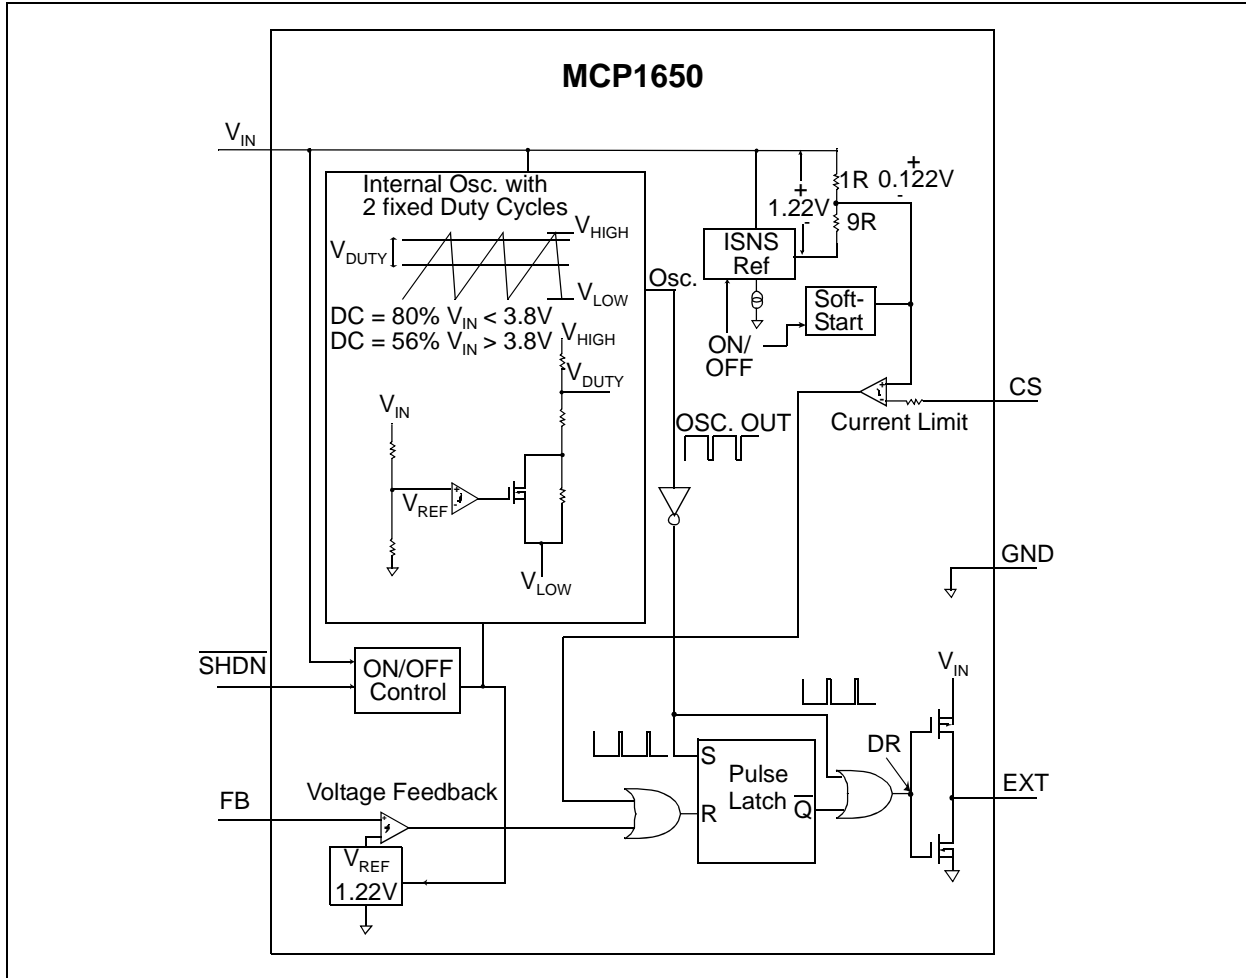 MCP1650
V_IN
Internal Osc. with
2 fixed Duty Cycles
V_HIGH
V_DUTY
V_LOW
DC = 80% V_IN < 3.8V
DC = 56% V_IN > 3.8V
V_HIGH
V_DUTY
V_IN
+
-
V_REF
V_LOW
Osc.
+
1.22V
-
1R
+
0.122V
-
9R
ISNS
Ref
Soft-
Start
ON/
OFF
+
-
CS
Current Limit
OSC. OUT
GND
SHDN
ON/OFF
Control
V_IN
DR
EXT
S
Pulse
Latch
R
Q
Voltage Feedback
FB
+
-
V_REF
1.22V